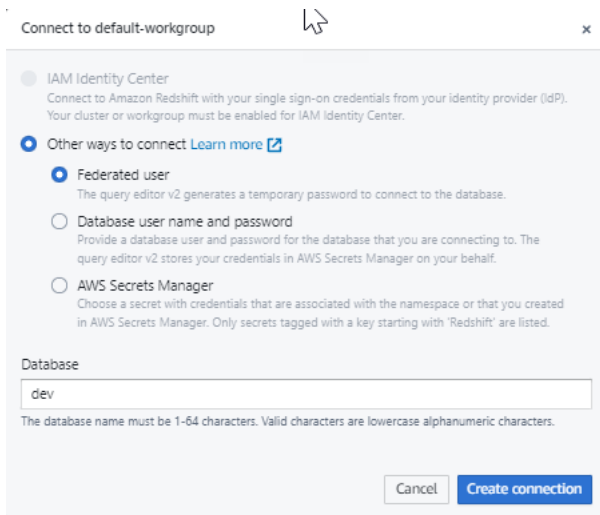 Connect to default-workgroup
×
IAM Identity Center
Connect to Amazon Redshift with your single sign-on credentials from your identity provider (IdP).
Your cluster or workgroup must be enabled for IAM Identity Center.
Other ways to connect Learn more
Federated user
The query editor v2 generates a temporary password to connect to the database.
Database user name and password
Provide a database user and password for the database that you are connecting to. The
query editor v2 stores your credentials in AWS Secrets Manager on your behalf.
AWS Secrets Manager
Choose a secret with credentials that are associated with the namespace or that you created
in AWS Secrets Manager. Only secrets tagged with a key starting with 'Redshift' are listed.
Database
dev
The database name must be 1-64 characters. Valid characters are lowercase alphanumeric characters.
Cancel Create connection